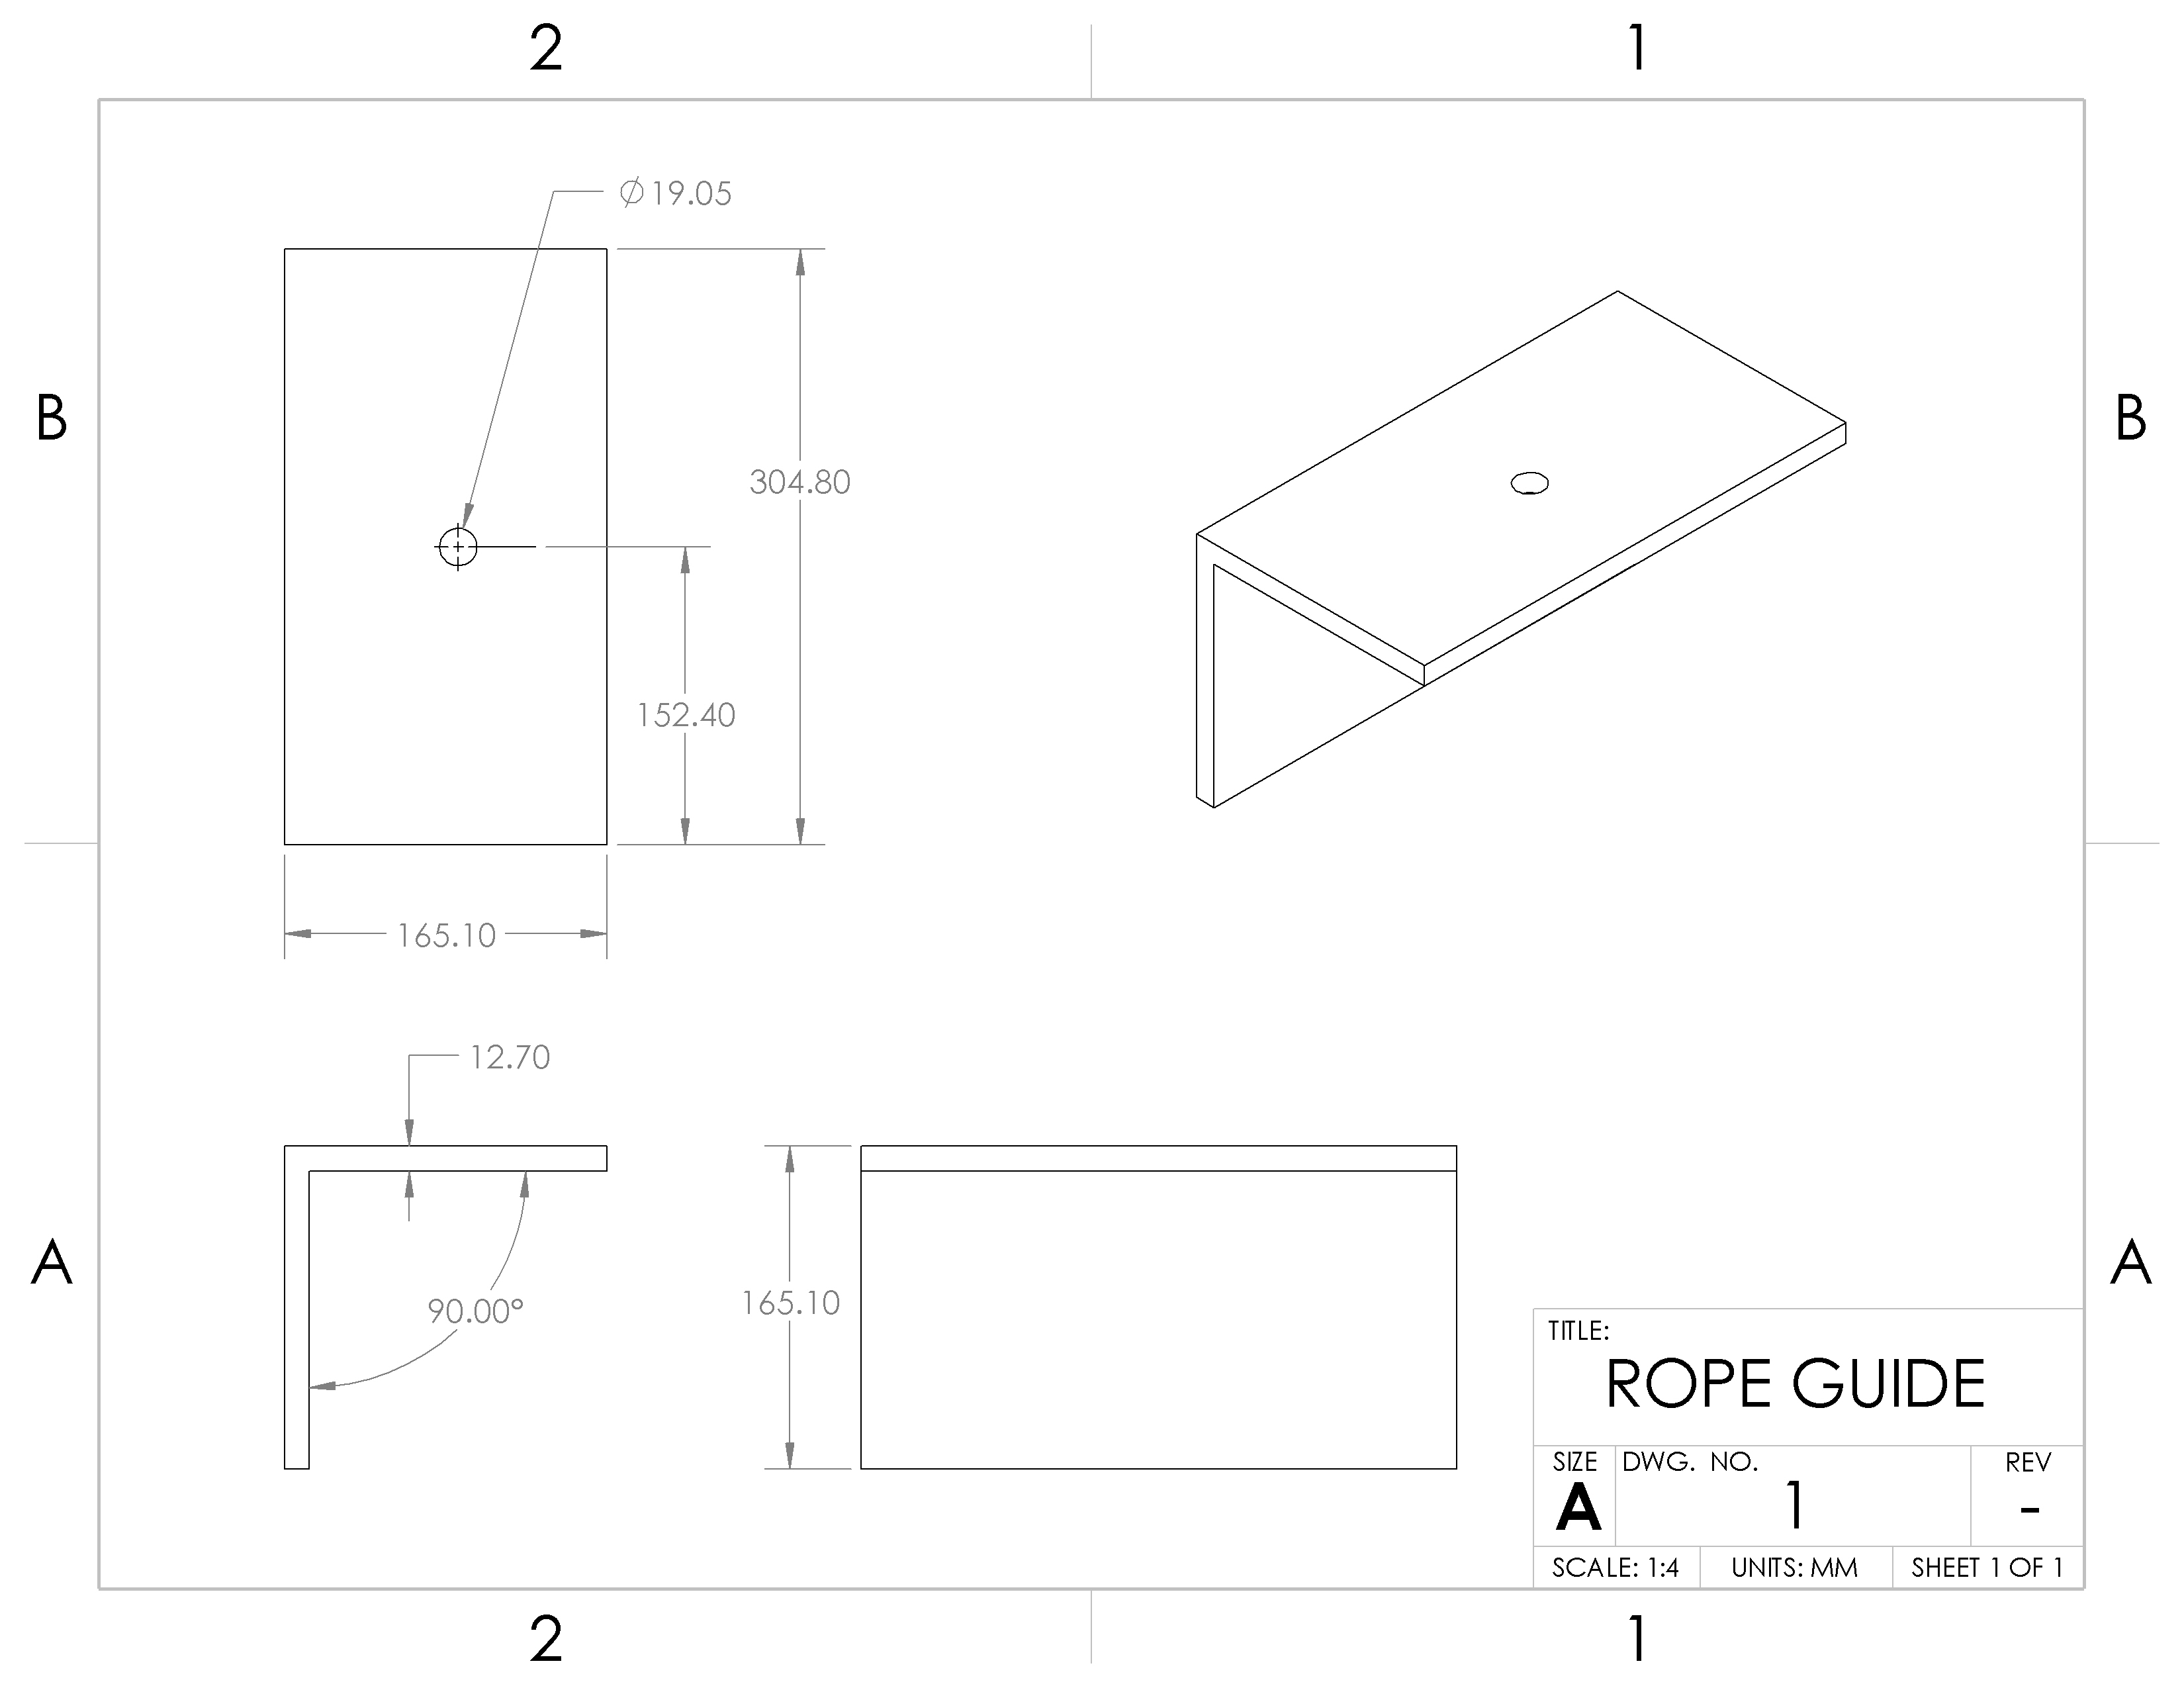 2 1
⌀19.05
B B
304.80
152.40
165.10
12.70
A A
90.00°
165.10
TITLE:
ROPE GUIDE
SIZE DWG. NO. REV
A 1 -
SCALE: 1:4 UNITS: MM SHEET 1 OF 1
2 1